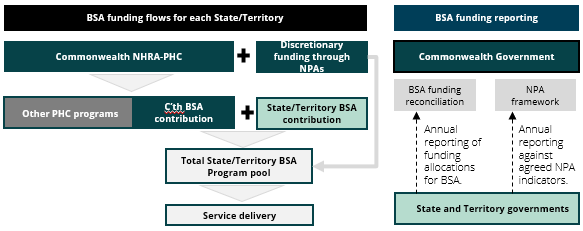 BSA funding flows for each State/Territory
Commonwealth NHRA-PHC
+
Discretionary
funding through
NPAs
Other PHC programs
C'th BSA
contribution
+
State/Territory BSA
contribution
Total State/Territory BSA
Program pool
Service delivery
BSA funding reporting
Commonwealth Government
BSA funding
reconciliation
NPA
framework
Annual
reporting of
funding
allocations
for BSA.
Annual
reporting
against
agreed NPA
indicators.
State and Territory governments